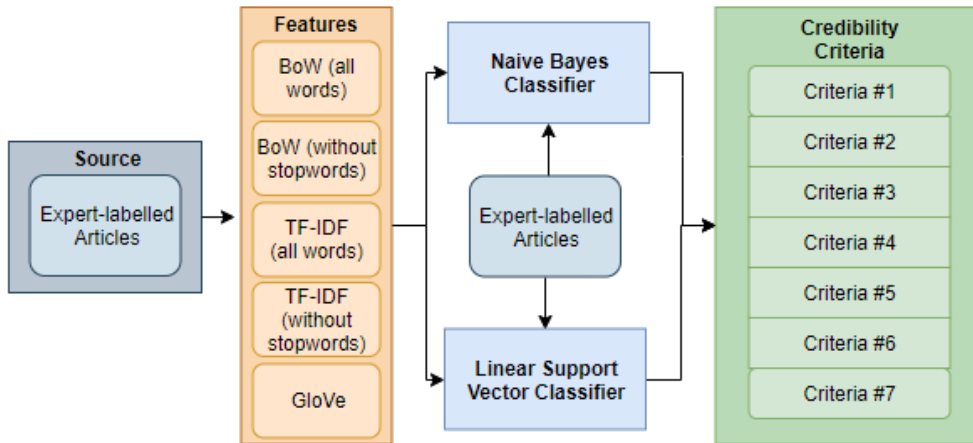 Source
Expert-labelled
Articles
Features
BoW (all
words)
BoW (without
stopwords)
TF-IDF
(all words)
TF-IDF
(without
stopwords)
GloVe
Naive Bayes
Classifier
Expert-labelled
Articles
Linear Support
Vector Classifier
Credibility
Criteria
Criteria #1
Criteria #2
Criteria #3
Criteria #4
Criteria #5
Criteria #6
Criteria #7